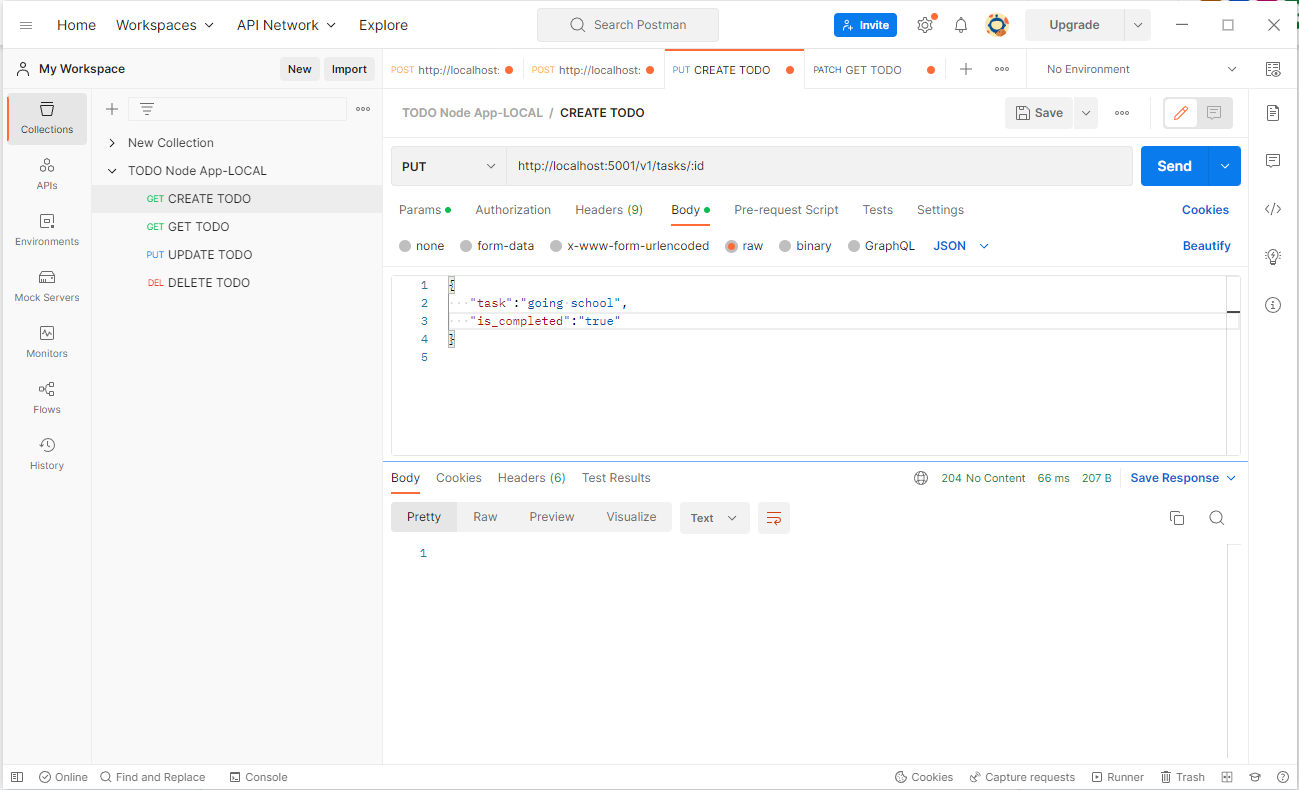 Home Workspaces API Network Explore Search Postman Invite Upgrade
My Workspace New Import POST http://localhost: POST http://localhost: PUT CREATE TODO PATCH GET TODO No Environment
Collections
APIs
Environments
Mock Servers
Monitors
Flows
History
New Collection
TODO Node App-LOCAL
GET CREATE TODO
GET GET TODO
PUT UPDATE TODO
DEL DELETE TODO
TODO Node App-LOCAL / CREATE TODO Save
PUT http://localhost:5001/v1/tasks/:id Send
Params Authorization Headers (9) Body Pre-request Script Tests Settings Cookies
none form-data x-www-form-urlencoded raw binary GraphQL JSON Beautify
1 {
2 "task":"going school",
3 "is_completed":"true"
4 }
5
Body Cookies Headers (6) Test Results 204 No Content 66 ms 207 B Save Response
Pretty Raw Preview Visualize Text
1
Online Find and Replace Console Cookies Capture requests Runner Trash